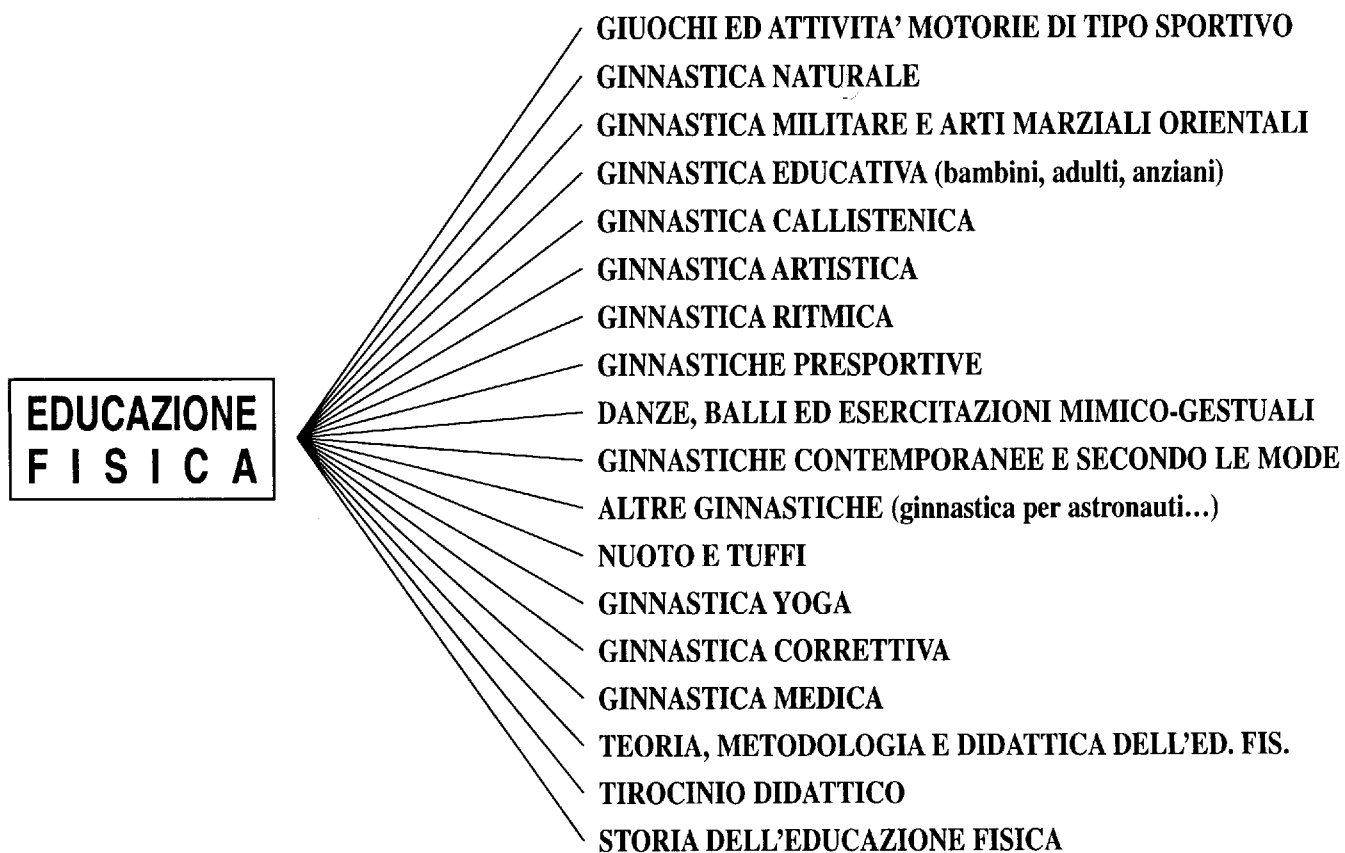 GIUOCHI ED ATTIVITA' MOTORIE DI TIPO SPORTIVO
GINNASTICA NATURALE
GINNASTICA MILITARE E ARTI MARZIALI ORIENTALI
GINNASTICA EDUCATIVA (bambini, adulti, anziani)
GINNASTICA CALLISTENICA
GINNASTICA ARTISTICA
GINNASTICA RITMICA
GINNASTICHE PRESPORTIVE
EDUCAZIONE
FISICA
DANZE, BALLI ED ESERCITAZIONI MIMICO-GESTUALI
GINNASTICHE CONTEMPORANEE E SECONDO LE MODE
ALTRE GINNASTICHE (ginnastica per astronauti...)
NUOTO E TUFFI
GINNASTICA YOGA
GINNASTICA CORRETTIVA
GINNASTICA MEDICA
TEORIA, METODOLOGIA E DIDATTICA DELL'ED. FIS.
TIROCINIO DIDATTICO
STORIA DELL'EDUCAZIONE FISICA